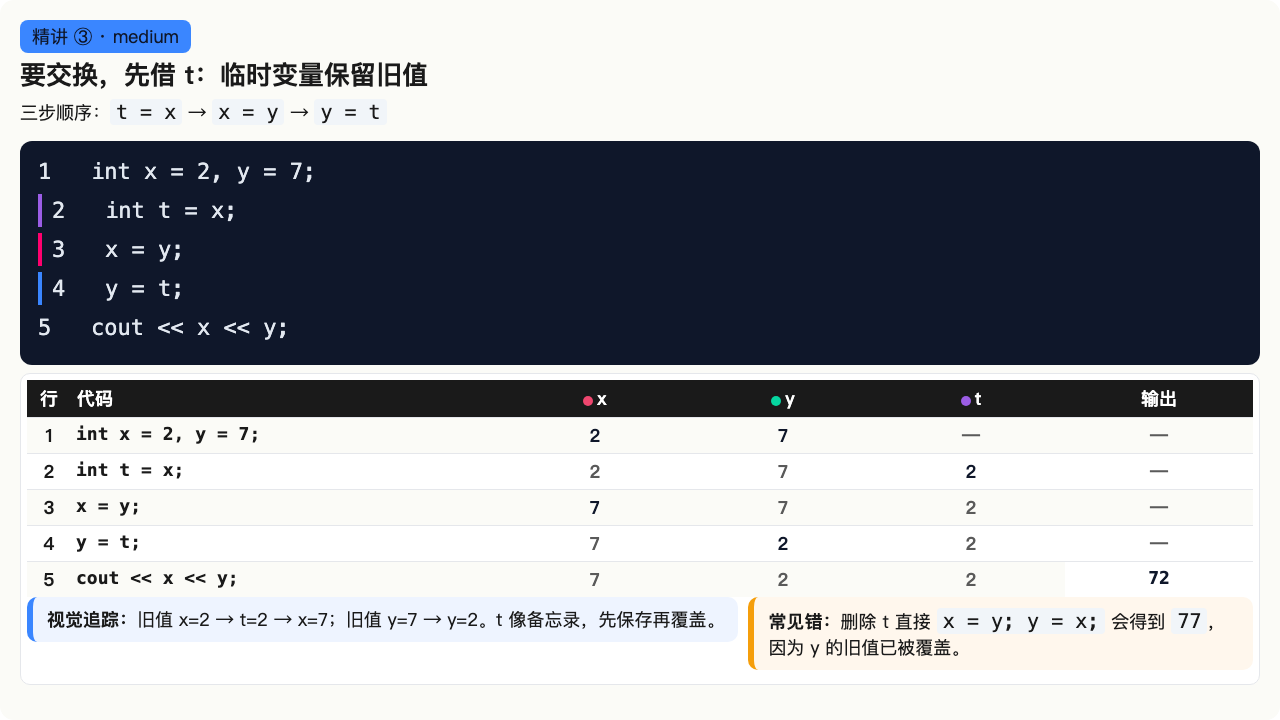 精讲 ③ · medium
要交换，先借 t：临时变量保留旧值
三步顺序： t = x → x = y → y = t
1 int x = 2, y = 7;
2 int t = x;
3 x = y;
4 y = t;
5 cout << x << y;
行 代码 x y t 输出
1 int x = 2, y = 7; 2 7 — —
2 int t = x; 2 7 2 —
3 x = y; 7 7 2 —
4 y = t; 7 2 2 —
5 cout << x << y; 7 2 2 72
视觉追踪：旧值 x=2 → t=2 → x=7；旧值 y=7 → y=2。t 像备忘录，先保存再覆盖。
常见错：删除 t 直接 x = y; y = x; 会得到 77，
因为 y 的旧值已被覆盖。